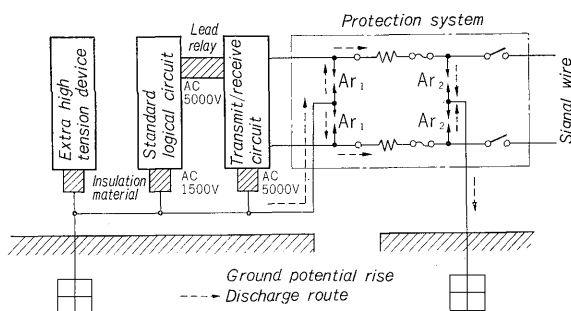 Protection system
Lead
relay
AC
5000V
Extra high
tension device
Standard
logical circuit
Transmit/receive
circuit
Ar1
Ar1
Ar2
Ar2
Signal wire
Insulation
material
AC
1500V
AC
5000V
Ground potential rise
Discharge route